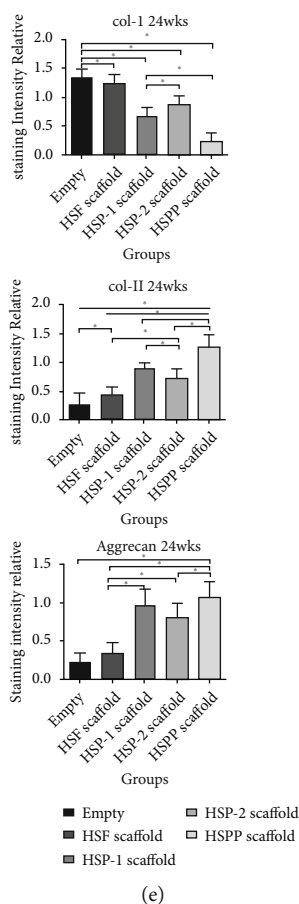 col-1 24wks
staining Intensity Relative
2.0
1.5
1.0
0.5
0.0
*
*
*
*
*
*
*
Empty
HSF scaffold
HSP-1 scaffold
HSP-2 scaffold
HSPP scaffold
Groups
col-II 24wks
staining Intensity Relative
2.0
1.5
1.0
0.5
0.0
*
*
*
*
*
*
*
Empty
HSF scaffold
HSP-1 scaffold
HSP-2 scaffold
HSPP scaffold
Groups
Aggrecan 24wks
Staining intensity relative
1.5
1.0
0.5
0.0
*
*
*
*
*
Empty
HSF scaffold
HSP-1 scaffold
HSP-2 scaffold
HSPP scaffold
Groups
Empty
HSF scaffold
HSP-1 scaffold
HSP-2 scaffold
HSPP scaffold
(e)